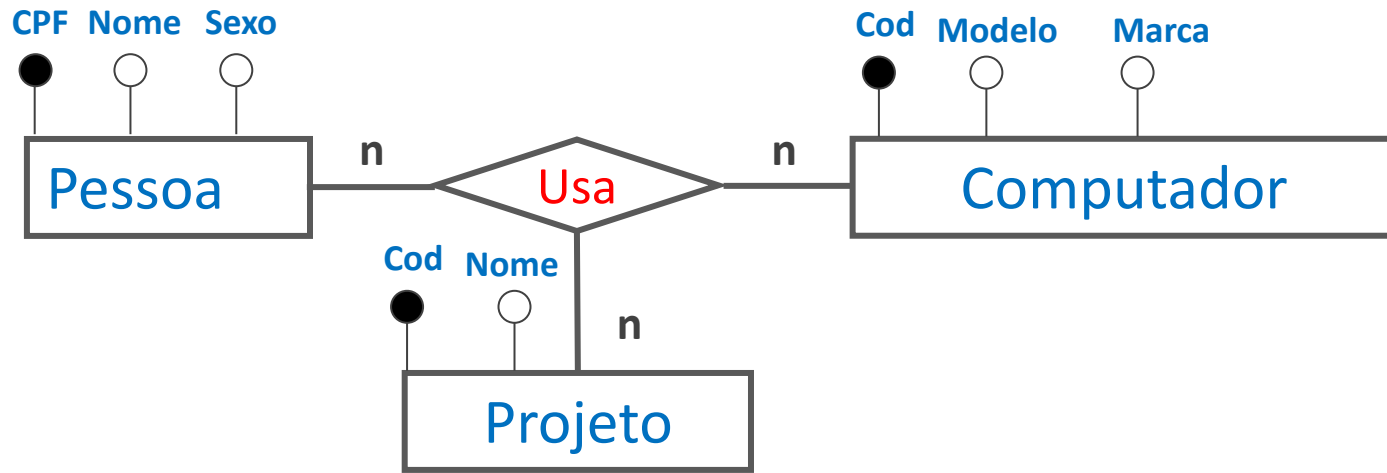 CPF Nome Sexo
Cod Modelo Marca
n
n
Pessoa
Usa
Computador
Cod Nome
n
Projeto